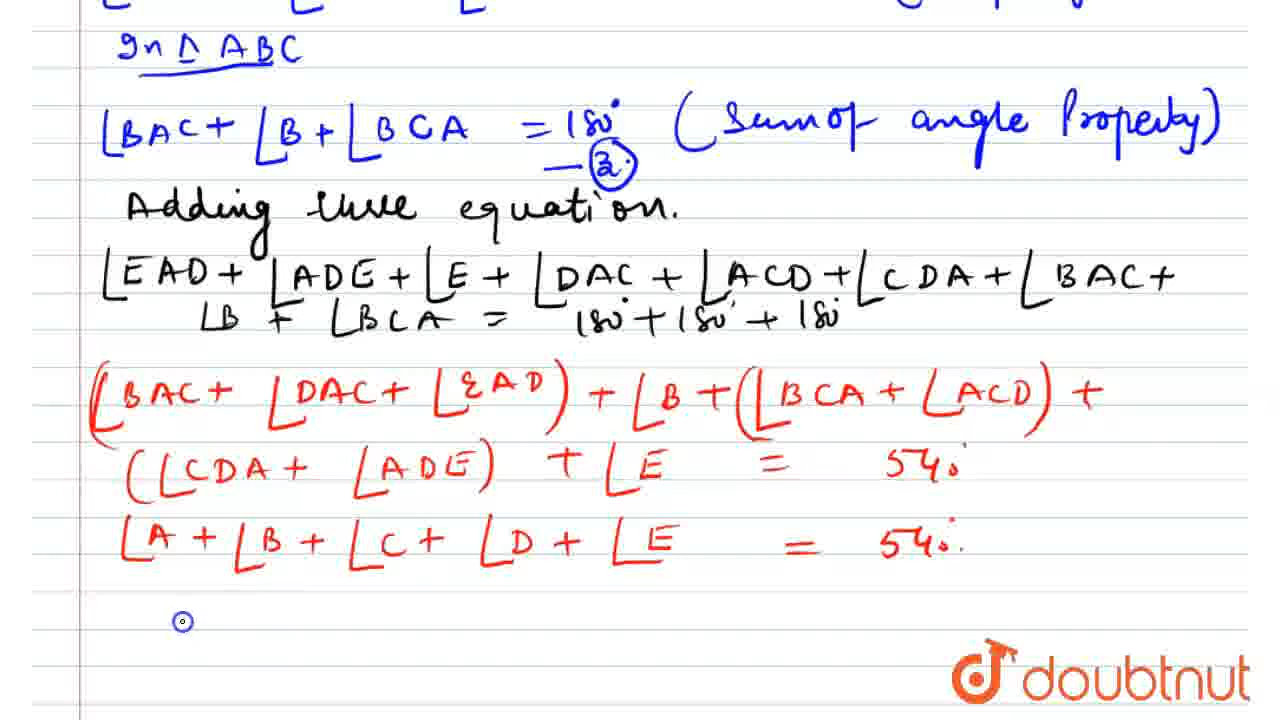 In Δ ABC
∠BAC + ∠B + ∠BCA = 180° (Sum of angle Property)
— 3.
Adding three equation.
∠EAD + ∠ADE + ∠E + ∠DAC + ∠ACD + ∠CDA + ∠BAC +
∠B + ∠BCA = 180° + 180° + 180°
(∠BAC + ∠DAC + ∠EAD) + ∠B + (∠BCA + ∠ACD) +
(∠CDA + ∠ADE) + ∠E = 540°
∠A + ∠B + ∠C + ∠D + ∠E = 540°.
doubtnut